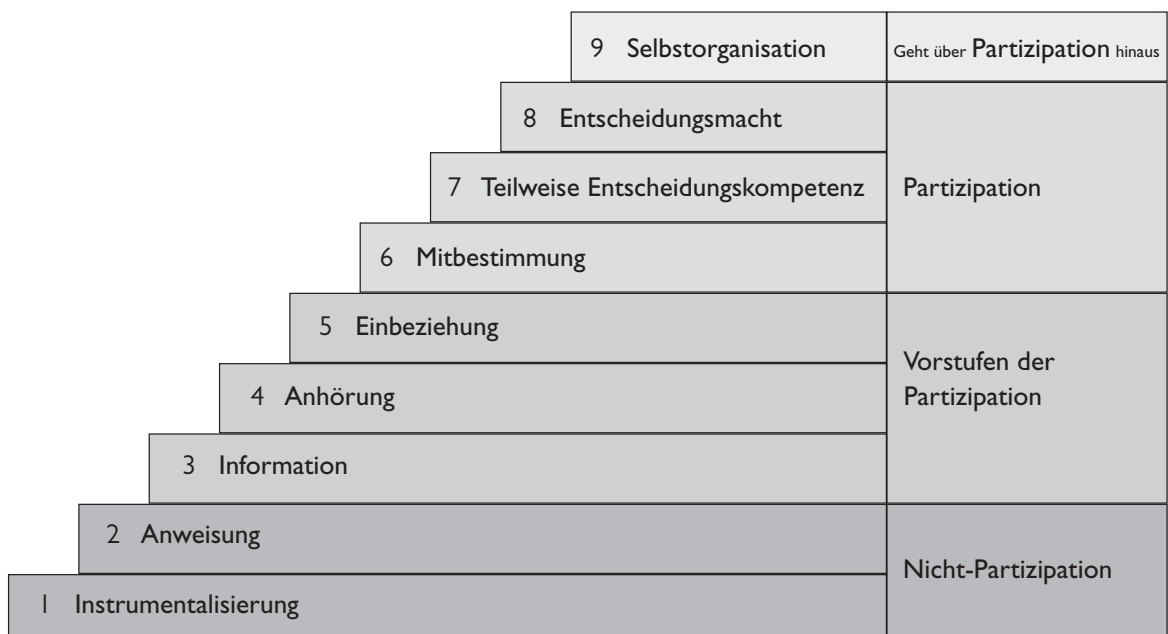 9 Selbstorganisation
Geht über Partizipation hinaus
8 Entscheidungsmacht
7 Teilweise Entscheidungskompetenz
Partizipation
6 Mitbestimmung
5 Einbeziehung
4 Anhörung
Vorstufen der
Partizipation
3 Information
2 Anweisung
1 Instrumentalisierung
Nicht-Partizipation